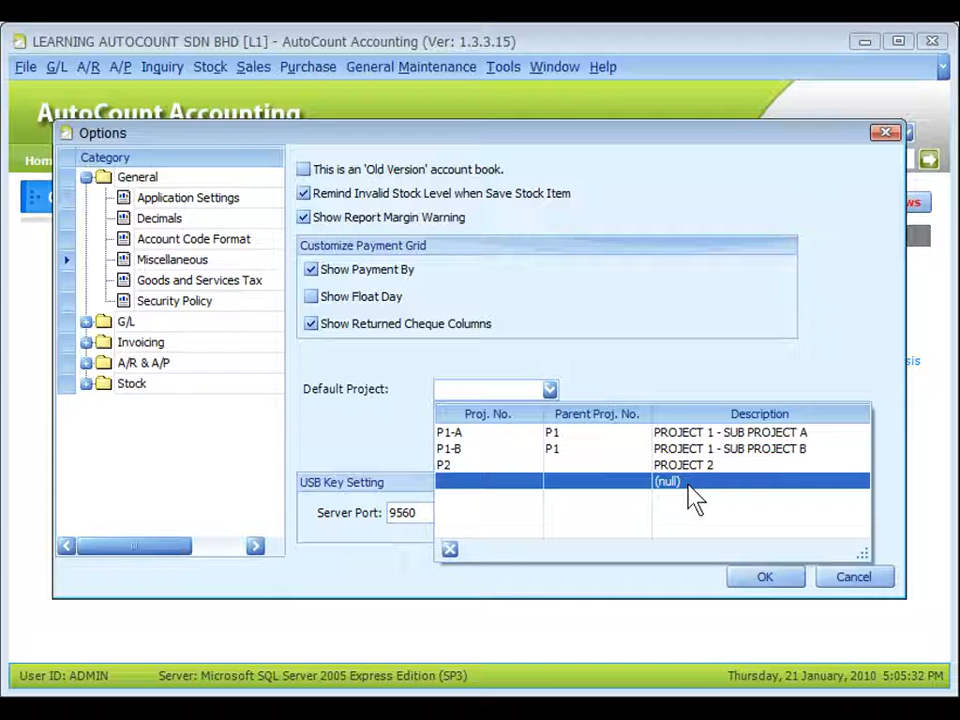 LEARNING AUTOCOUNT SDN BHD [L1] - AutoCount Accounting (Ver: 1.3.3.15)
File G/L A/R A/P Inquiry Stock Sales Purchase General Maintenance Tools Window Help
AutoCount Accounting
Options
Hom
ws
sis
Category
General
Application Settings
Decimals
Account Code Format
Miscellaneous
Goods and Services Tax
Security Policy
G/L
Invoicing
A/R & A/P
Stock
This is an 'Old Version' account book.
Remind Invalid Stock Level when Save Stock Item
Show Report Margin Warning
Customize Payment Grid
Show Payment By
Show Float Day
Show Returned Cheque Columns
Default Project:
Proj. No. Parent Proj. No. Description
P1-A P1 PROJECT 1 - SUB PROJECT A
P1-B P1 PROJECT 1 - SUB PROJECT B
P2 PROJECT 2
(null)
USB Key Setting
Server Port: 9560
OK Cancel
User ID: ADMIN Server: Microsoft SQL Server 2005 Express Edition (SP3) Thursday, 21 January, 2010 5:05:32 PM